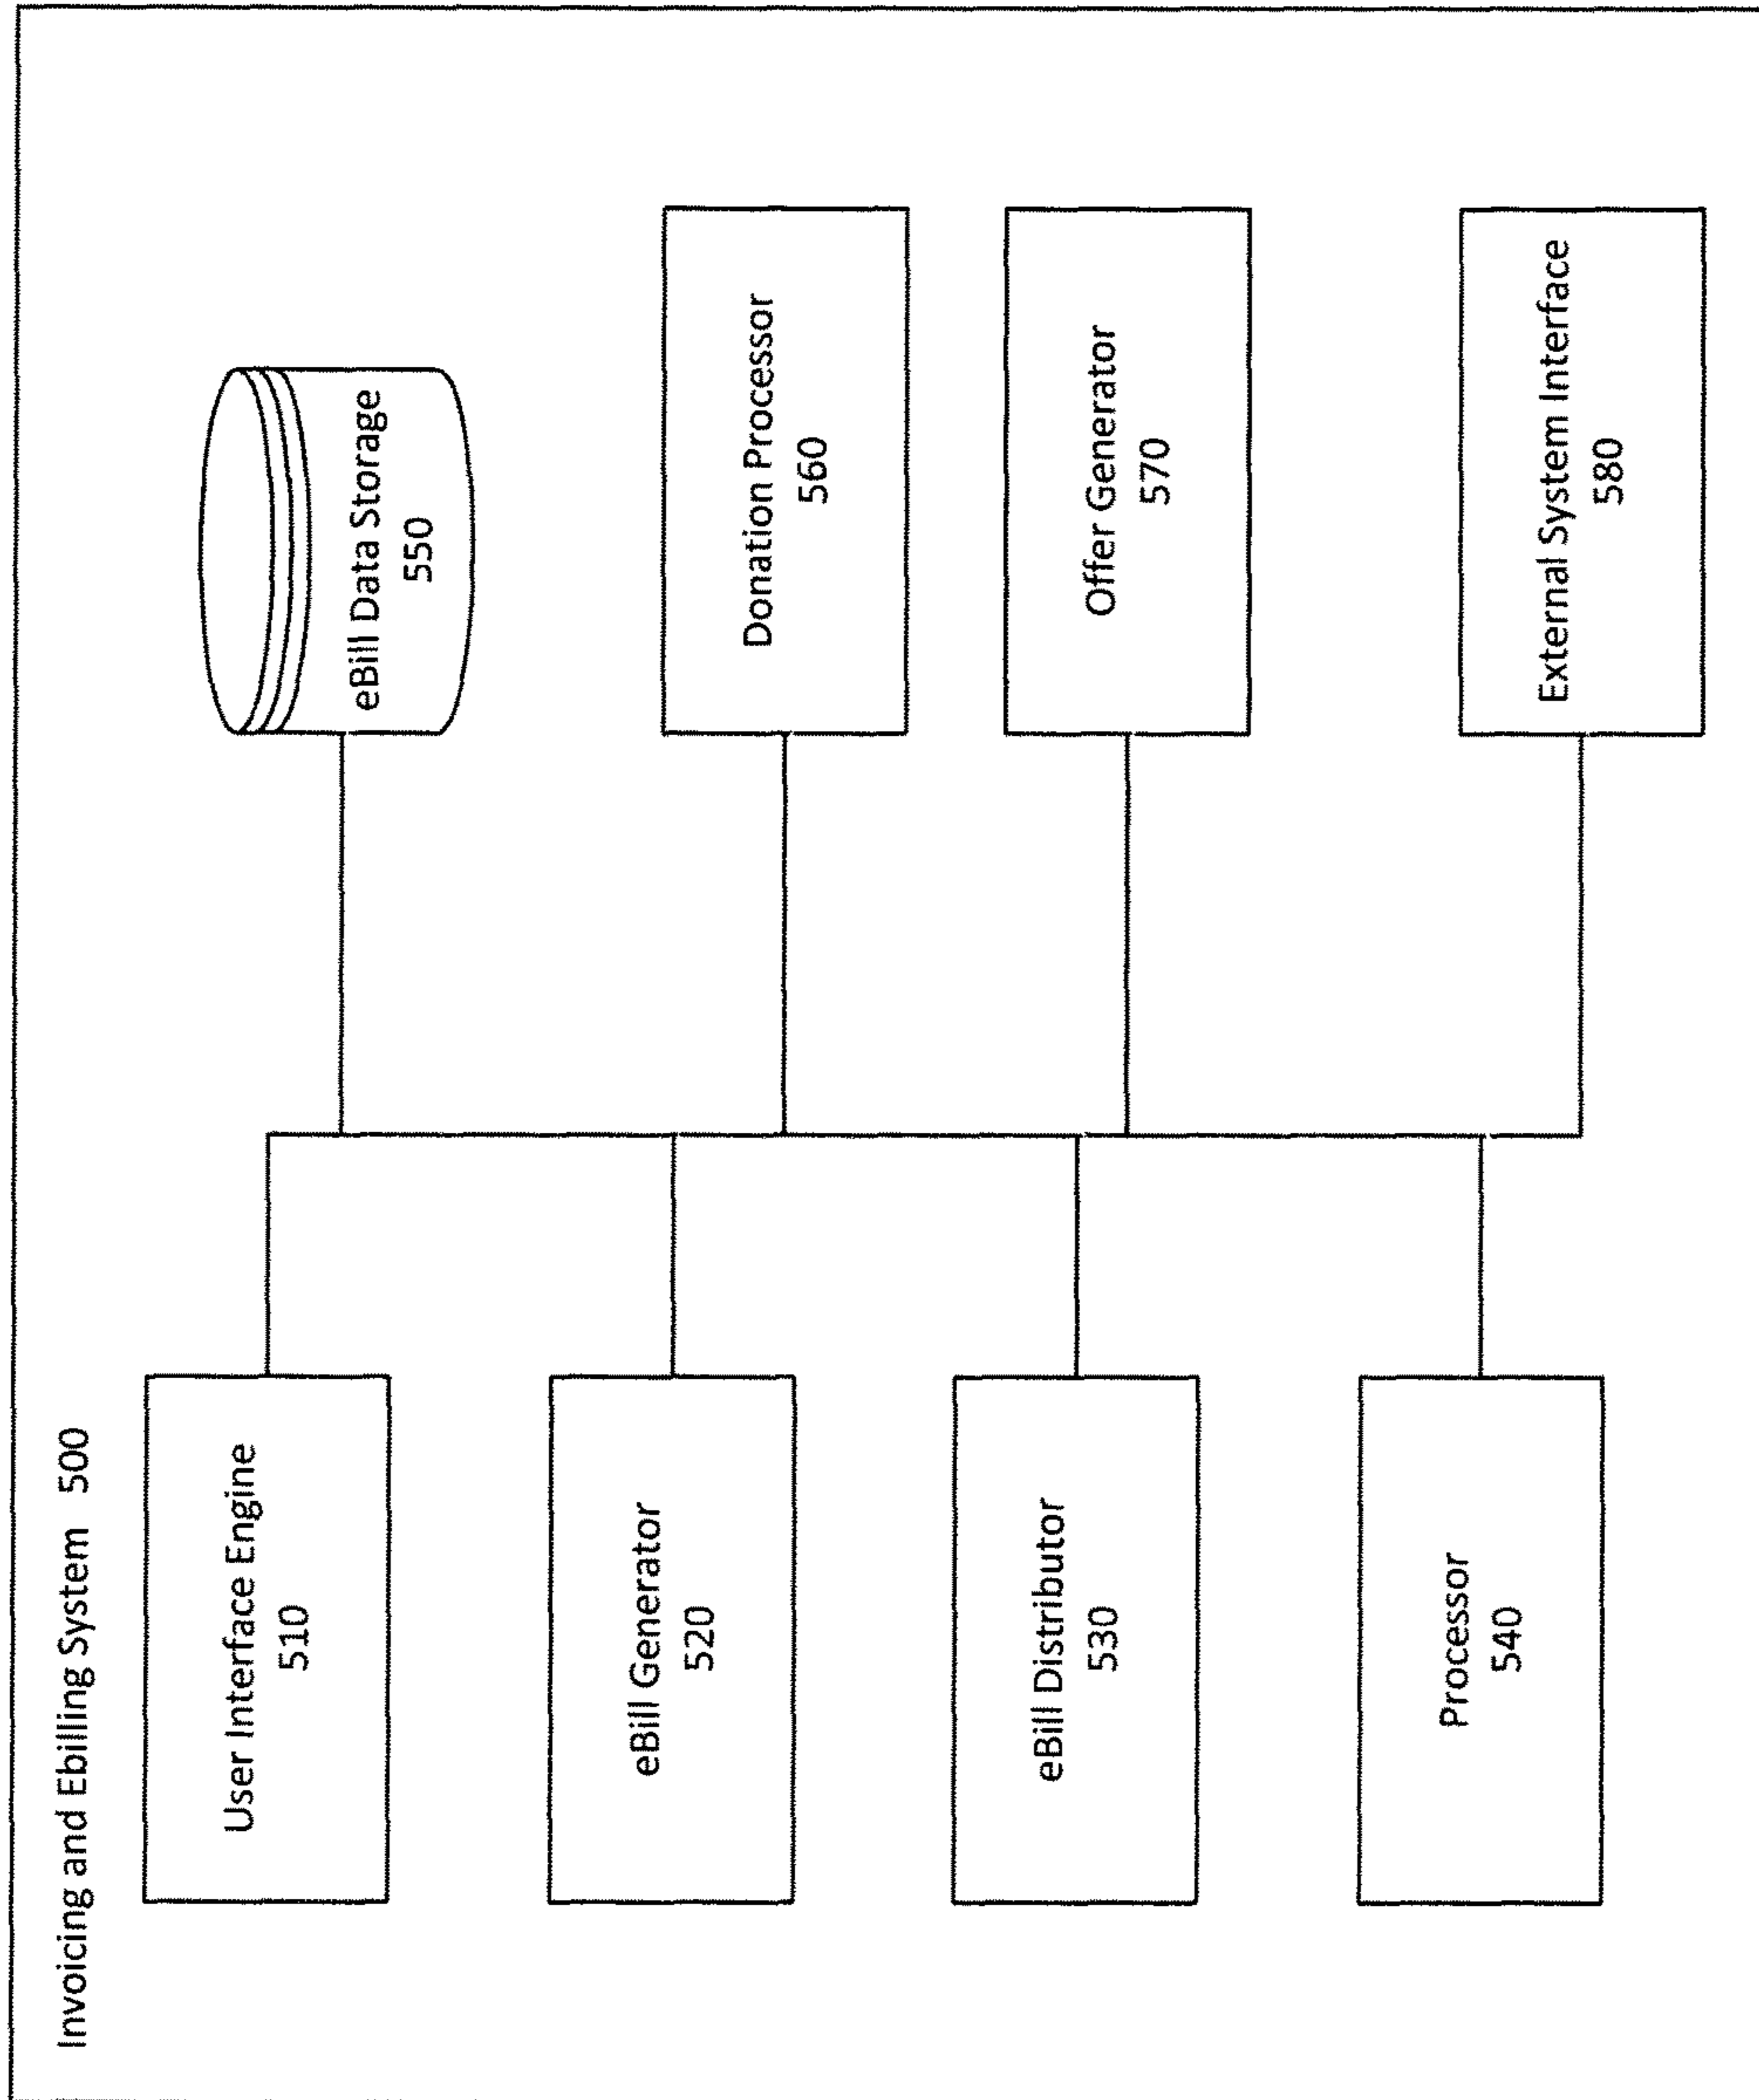 Invoicing and Ebilling System 500
User Interface Engine
510
eBill Generator
520
eBill Distributor
530
Processor
540
eBill Data Storage
550
Donation Processor
560
Offer Generator
570
External System Interface
580